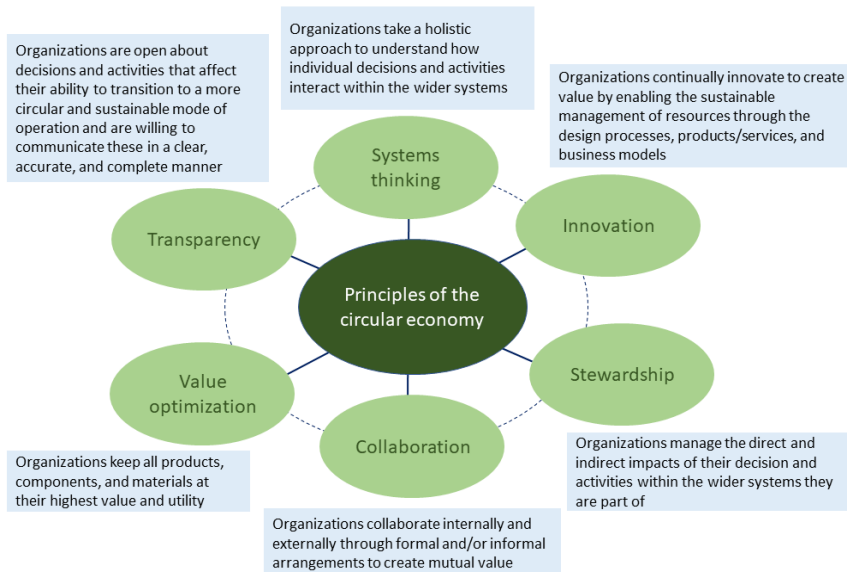 Organizations take a holistic
approach to understand how
individual decisions and activities
interact within the wider systems
Organizations are open about
decisions and activities that affect
their ability to transition to a more
circular and sustainable mode of
operation and are willing to
communicate these in a clear,
accurate, and complete manner
Organizations continually innovate to create
value by enabling the sustainable
management of resources through the
design processes, products/services, and
business models
Systems
thinking
Transparency
Innovation
Principles of the
circular economy
Value
optimization
Stewardship
Collaboration
Organizations keep all products,
components, and materials at
their highest value and utility
Organizations manage the direct and
indirect impacts of their decision and
activities within the wider systems they
are part of
Organizations collaborate internally and
externally through formal and/or informal
arrangements to create mutual value